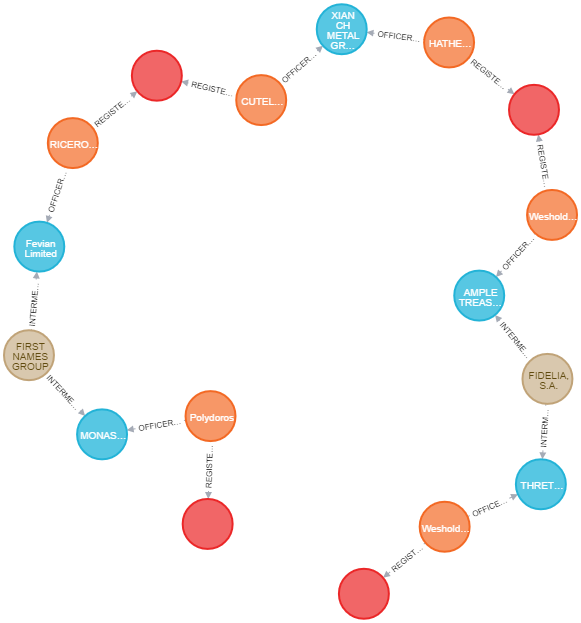 XIAN
CH
METAL
GR...
OFFICER...
HATHE...
OFFICER...
REGISTE...
REGISTE...
CUTEL...
REGISTE...
RICERO...
REGISTE...
OFFICER...
Weshold...
Fevian
Limited
OFFICER...
AMPLE
TREAS...
INTERME...
INTERME...
FIRST
NAMES
GROUP
FIDELIA,
S.A.
INTERME...
Polydoros
OFFICER...
MONAS...
INTERM...
REGISTE...
THRET...
OFFICE...
Weshold...
REGIST...